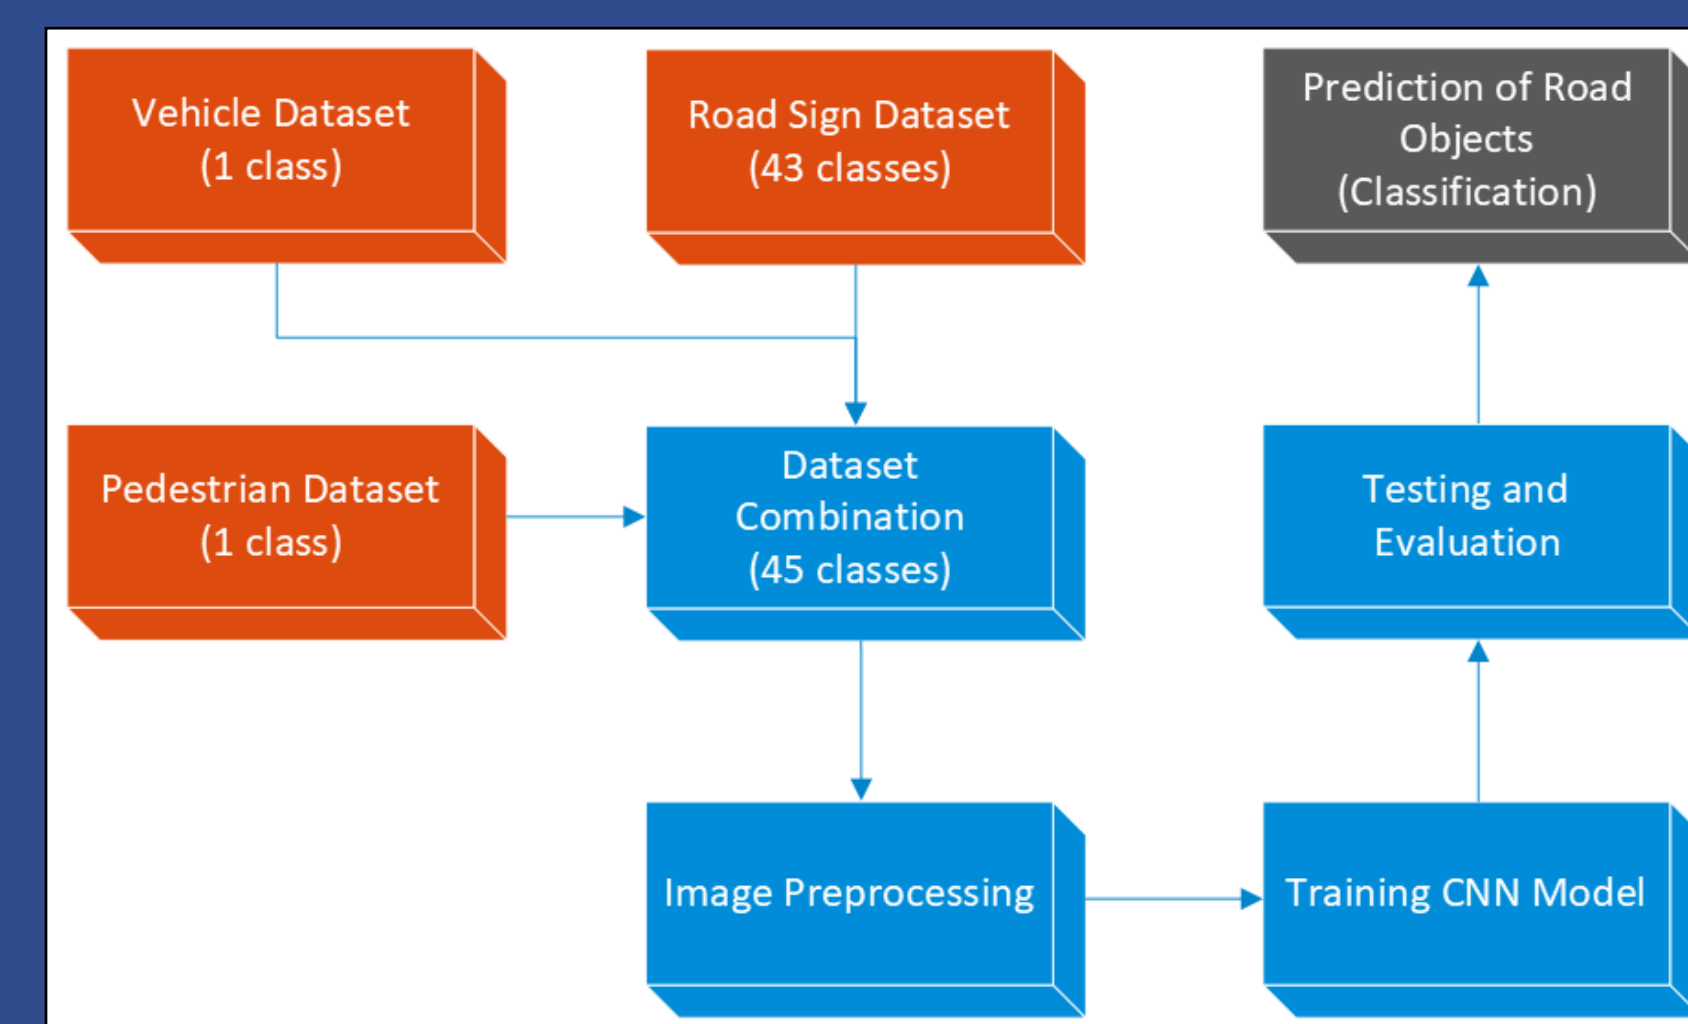 Vehicle Dataset
(1 class)
Road Sign Dataset
(43 classes)
Prediction of Road
Objects
(Classification)
Pedestrian Dataset
(1 class)
Dataset
Combination
(45 classes)
Testing and
Evaluation
Image Preprocessing
Training CNN Model